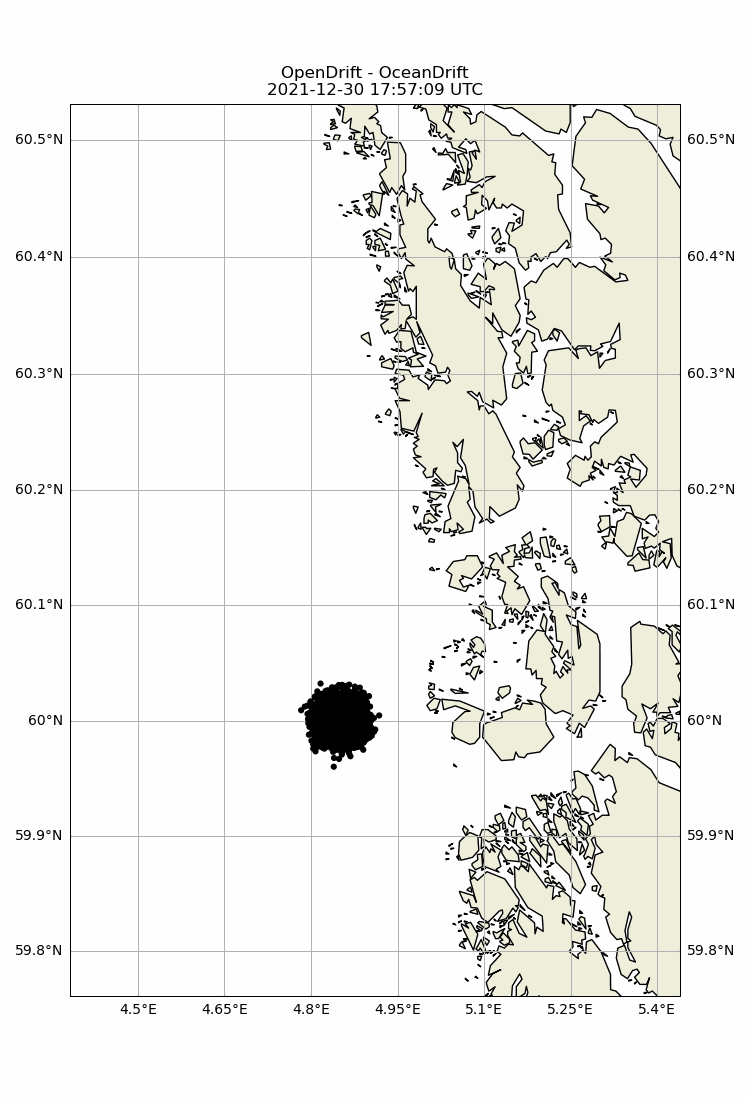 OpenDrift - OceanDrift
2021-12-30 17:57:09 UTC
60.5°N 60.5°N
60.4°N 60.4°N
60.3°N 60.3°N
60.2°N 60.2°N
60.1°N 60.1°N
60°N 60°N
59.9°N 59.9°N
59.8°N 59.8°N
4.5°E 4.65°E 4.8°E 4.95°E 5.1°E 5.25°E 5.4°E